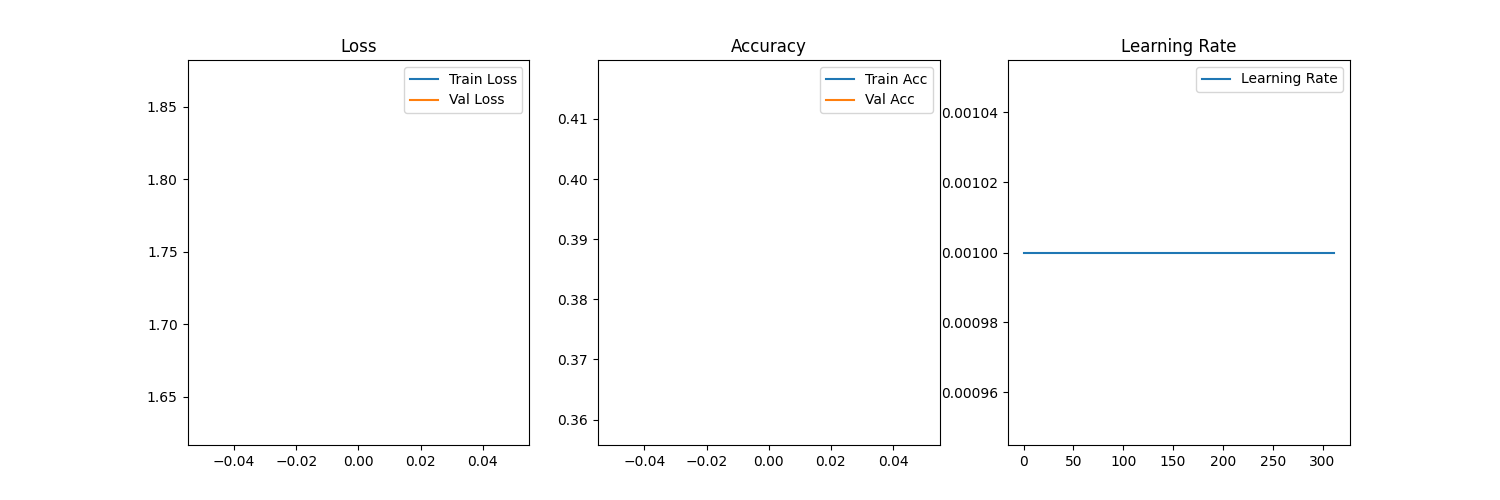 Loss
Train Loss
Val Loss
1.85
1.80
1.75
1.70
1.65
−0.04 −0.02 0.00 0.02 0.04
Accuracy
Train Acc
Val Acc
0.41
0.40
0.39
0.38
0.37
0.36
−0.04 −0.02 0.00 0.02 0.04
Learning Rate
Learning Rate
0.00104
0.00102
0.00100
0.00098
0.00096
0 50 100 150 200 250 300